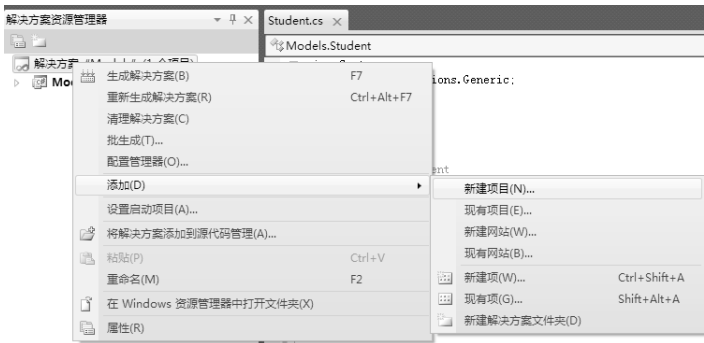 解决方案资源管理器
Student.cs
Models.Student
解决方案
Mo
ions.Generic;
生成解决方案(B) F7
重新生成解决方案(R) Ctrl+Alt+F7
清理解决方案(C)
批生成(T)...
配置管理器(O)...
添加(D)
设置启动项目(A)...
将解决方案添加到源代码管理(A)...
粘贴(P) Ctrl+V
重命名(M) F2
在 Windows 资源管理器中打开文件夹(X)
属性(R)
ent
新建项目(N)...
现有项目(E)...
新建网站(W)...
现有网站(B)...
新建项(W)... Ctrl+Shift+A
现有项(G)... Shift+Alt+A
新建解决方案文件夹(D)